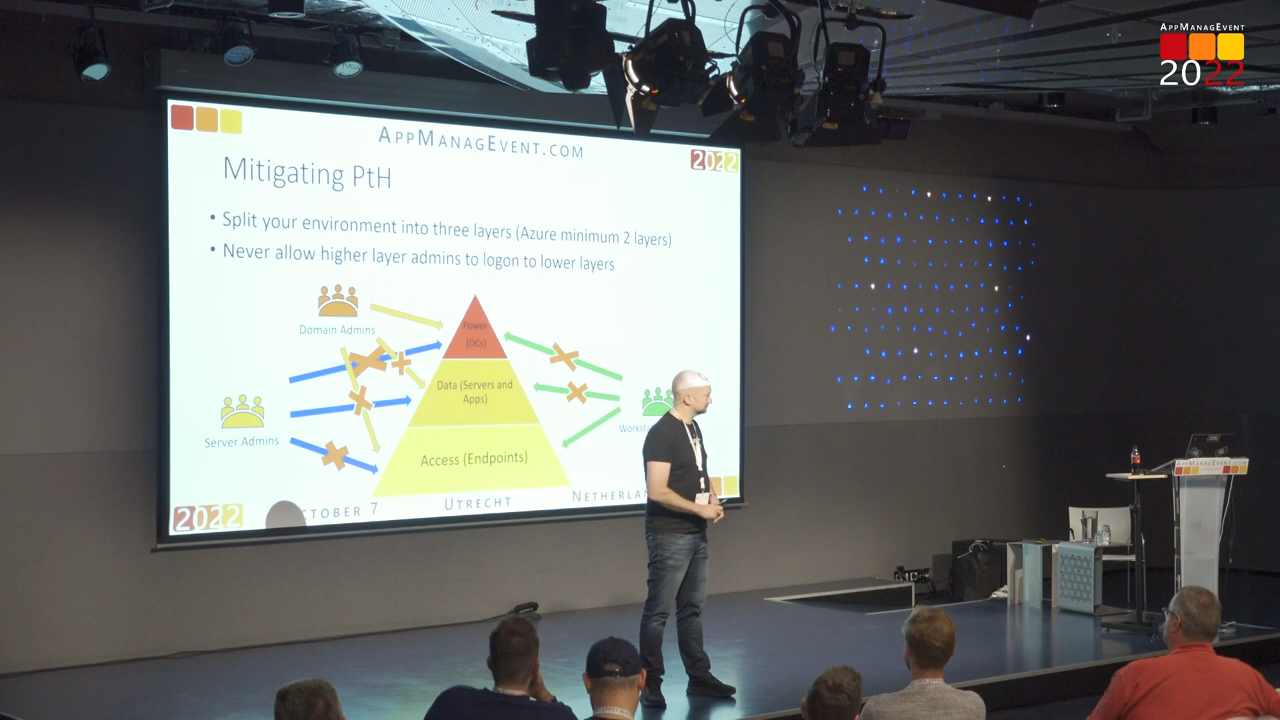 APPMANAGEVENT
2022
APPMANAGEVENT.COM
2022
Mitigating PtH
• Split your environment into three layers (Azure minimum 2 layers)
• Never allow higher layer admins to logon to lower layers
Domain Admins
Power
(DCs)
Data (Servers and
Apps)
Server Admins
Access (Endpoints)
2022
CTOBER 7
UTRECHT
APPMANAGEVENT.COM